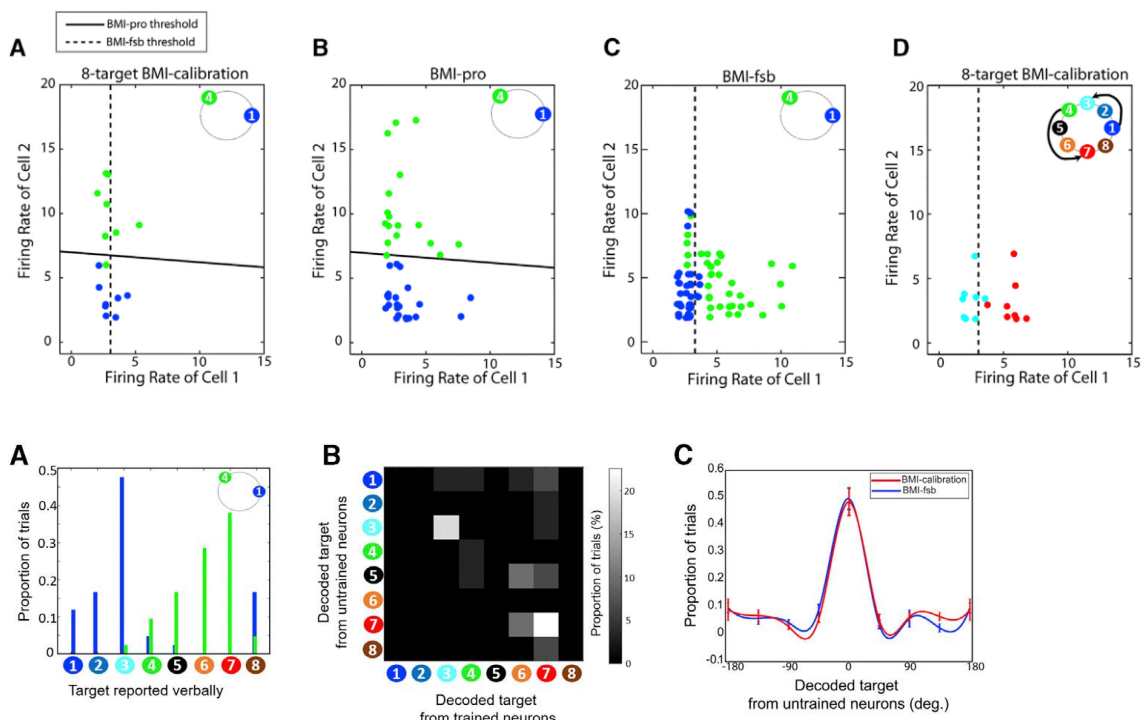 BMI-pro threshold
BMI-fsb threshold
A
8-target BMI-calibration
20
15
10
5
0
Firing Rate of Cell 2
0 5 10 15
Firing Rate of Cell 1
4
1
B
BMI-pro
20
15
10
5
0
Firing Rate of Cell 2
0 5 10 15
Firing Rate of Cell 1
4
1
C
BMI-fsb
20
15
10
5
0
Firing Rate of Cell 2
0 5 10 15
Firing Rate of Cell 1
4
1
D
8-target BMI-calibration
20
15
10
5
0
Firing Rate of Cell 2
0 5 10 15
Firing Rate of Cell 1
3
4 2
5 1
6 8
7
A
0.5
0.4
0.3
0.2
0.1
0
Proportion of trials
4
1
1 2 3 4 5 6 7 8
Target reported verbally
B
Decoded target
from untrained neurons
1
2
3
4
5
6
7
8
1 2 3 4 5 6 7 8
Decoded target
from trained neurons
20
15
10
5
0
Proportion of trials (%)
C
0.6
0.5
0.4
0.3
0.2
0.1
-0.1
Proportion of trials
BMI-calibration
BMI-fsb
-180 -90 0 90 180
Decoded target
from untrained neurons (deg.)